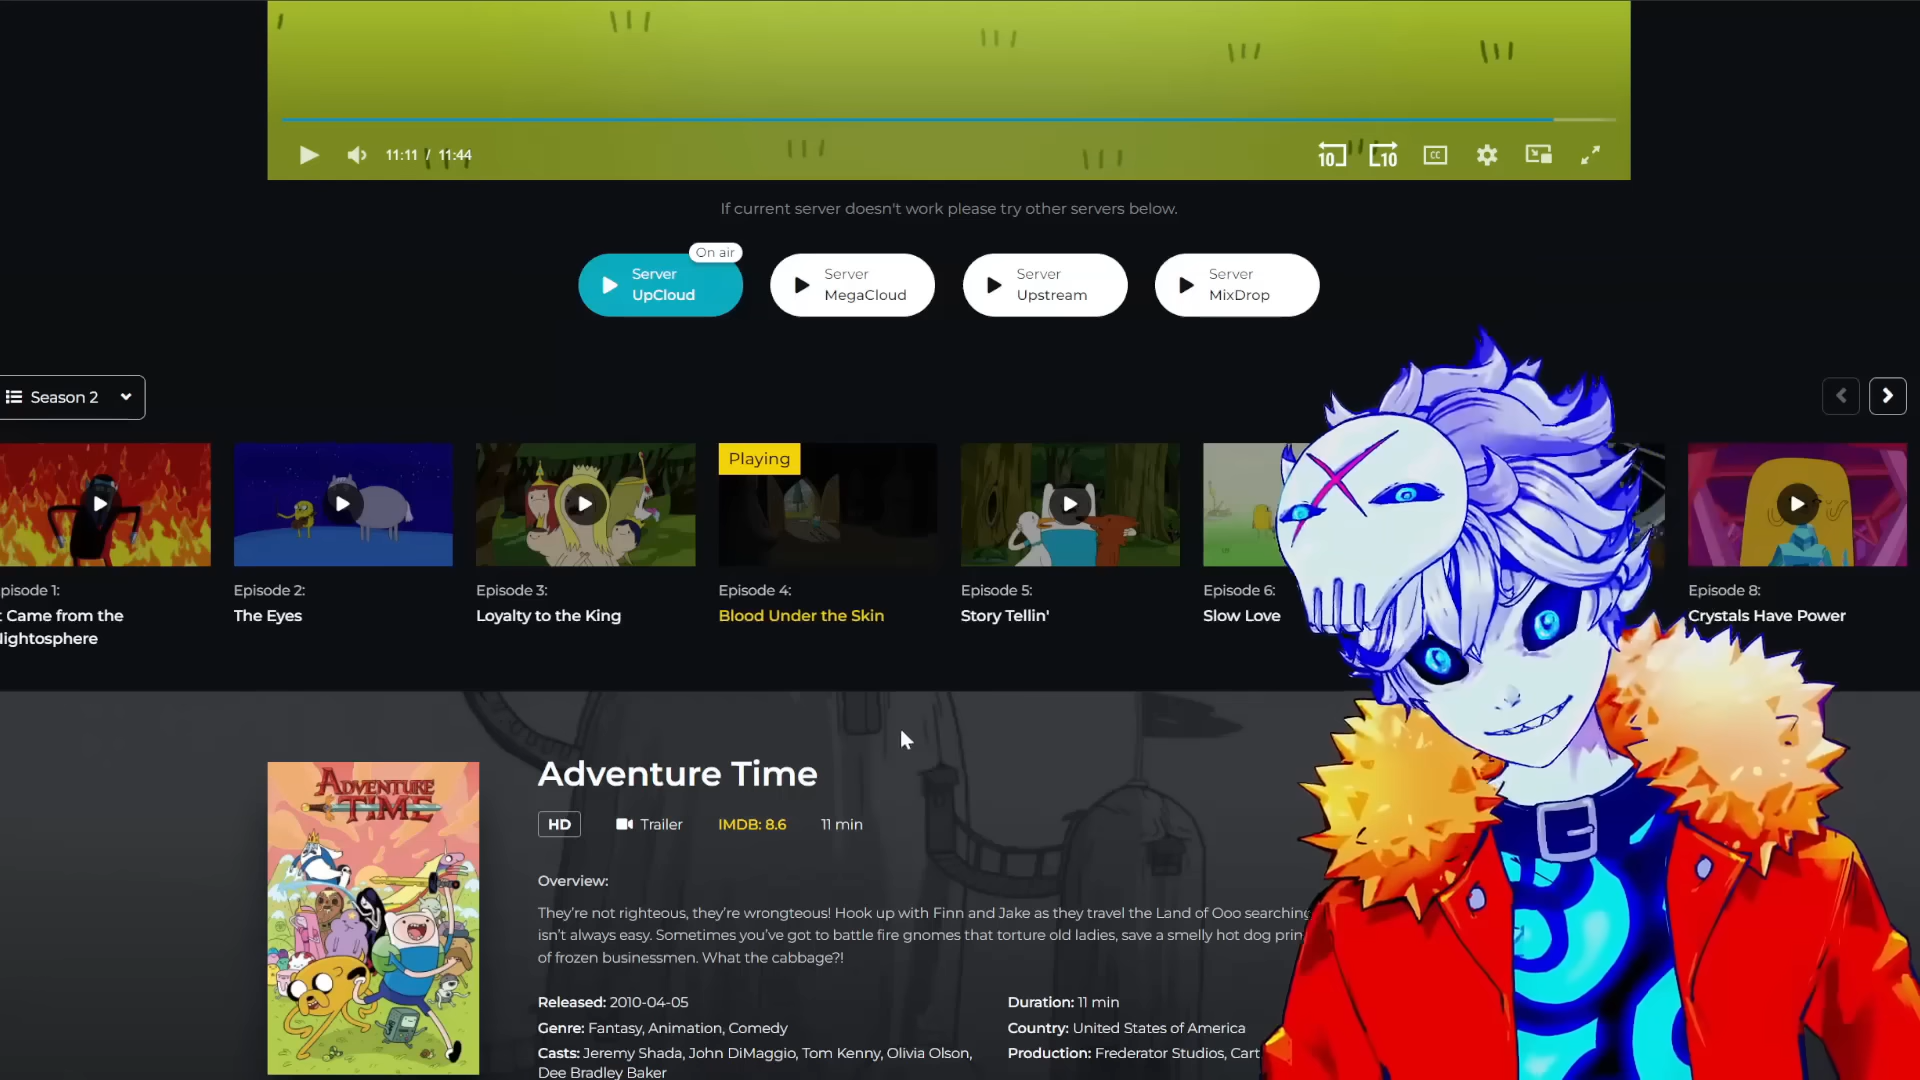 11:11 / 11:44
10
10
CC
If current server doesn't work please try other servers below.
On air
Server
UpCloud
Server
MegaCloud
Server
Upstream
Server
MixDrop
Season 2
Playing
pisode 1:
t Came from the
lightosphere
Episode 2:
The Eyes
Episode 3:
Loyalty to the King
Episode 4:
Blood Under the Skin
Episode 5:
Story Tellin'
Episode 6:
Slow Love
Episode 8:
Crystals Have Power
ADVENTURE
TIME
Adventure Time
HD
Trailer
IMDB: 8.6
11 min
Overview:
They're not righteous, they're wrongteous! Hook up with Finn and Jake as they travel the Land of Ooo searching
isn't always easy. Sometimes you've got to battle fire gnomes that torture old ladies, save a smelly hot dog prin
of frozen businessmen. What the cabbage?!
Released: 2010-04-05
Genre: Fantasy, Animation, Comedy
Casts: Jeremy Shada, John DiMaggio, Tom Kenny, Olivia Olson,
Dee Bradley Baker
Duration: 11 min
Country: United States of America
Production: Frederator Studios, Cart